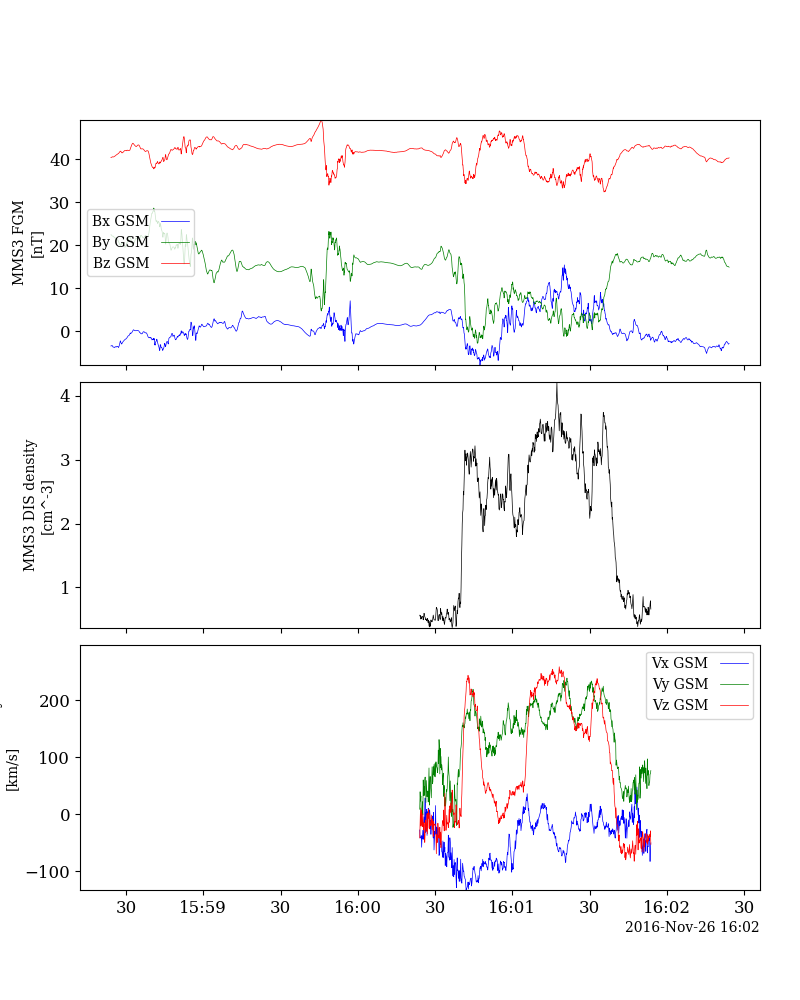 MMS3 FGM
[nT]
40
30
20
10
0
Bx GSM
By GSM
Bz GSM
MMS3 DIS density
[cm^-3]
4
3
2
1
[km/s]
200
100
0
−100
Vx GSM
Vy GSM
Vz GSM
30 15:59 30 16:00 30 16:01 30 16:02 30
2016-Nov-26 16:02